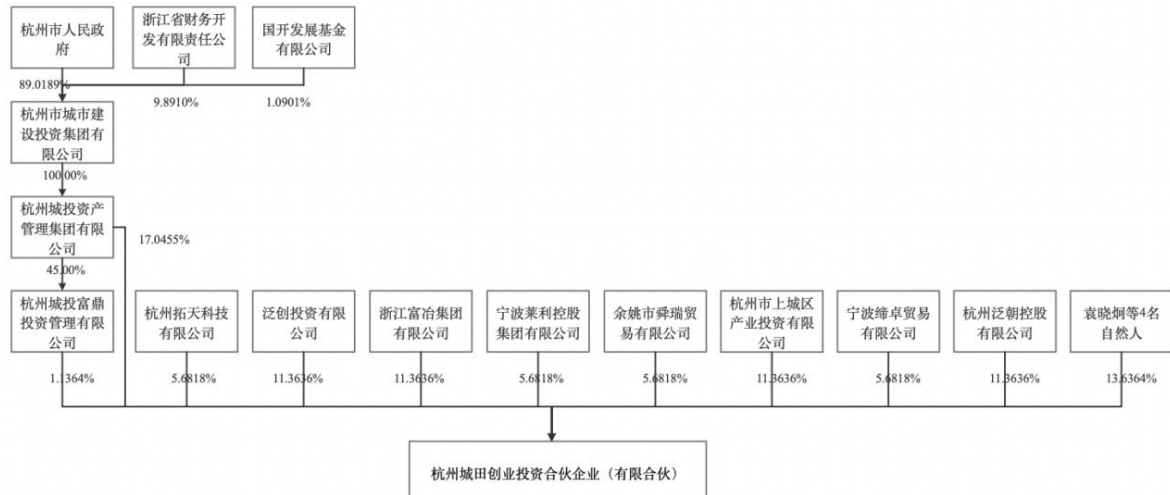 杭州市人民政
府
浙江省财务开
发有限责任公
司
国开发展基金
有限公司
89.0189%
9.8910%
1.0901%
杭州市城市建
设投资集团有
限公司
100.00%
杭州城投资产
管理集团有限
公司
17.0455%
45.00%
杭州城投富鼎
投资管理有限
公司
杭州拓天科技
有限公司
泛创投资有限
公司
浙江富冶集团
有限公司
宁波莱利控股
集团有限公司
余姚市舜瑞贸
易有限公司
杭州市上城区
产业投资有限
公司
宁波缔卓贸易
有限公司
杭州泛朝控股
有限公司
袁晓炯等4名
自然人
1.1364%
5.6818%
11.3636%
11.3636%
5.6818%
5.6818%
11.3636%
5.6818%
11.3636%
13.6364%
杭州城田创业投资合伙企业（有限合伙）